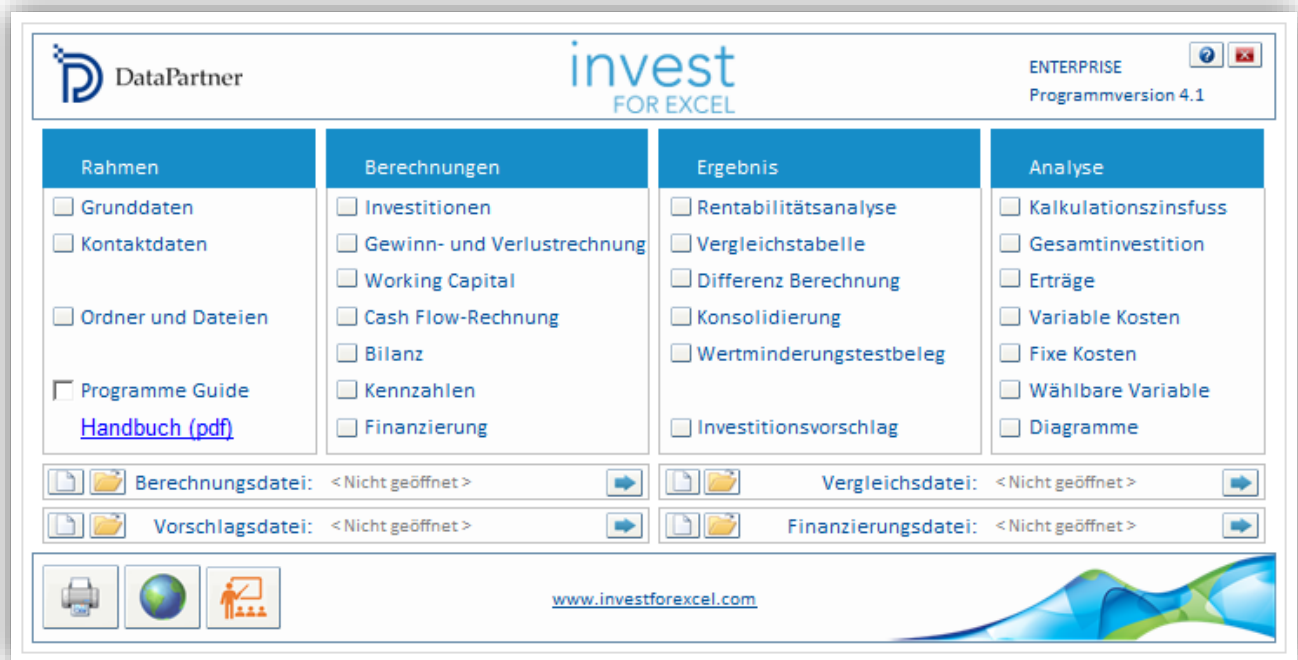 DataPartner
invest
FOR EXCEL
ENTERPRISE
Programmversion 4.1
Rahmen
Grunddaten
Kontaktdaten
Ordner und Dateien
Programme Guide
Handbuch (pdf)
Berechnungen
Investitionen
Gewinn- und Verlustrechnung
Working Capital
Cash Flow-Rechnung
Bilanz
Kennzahlen
Finanzierung
Ergebnis
Rentabilitätsanalyse
Vergleichstabelle
Differenz Berechnung
Konsolidierung
Wertminderungstestbeleg
Investitionsvorschlag
Analyse
Kalkulationszinsfuss
Gesamtinvestition
Erträge
Variable Kosten
Fixe Kosten
Wählbare Variable
Diagramme
Berechnungsdatei: <Nicht geöffnet>
Vergleichsdatei: <Nicht geöffnet>
Vorschlagsdatei: <Nicht geöffnet>
Finanzierungsdatei: <Nicht geöffnet>
www.investforexcel.com